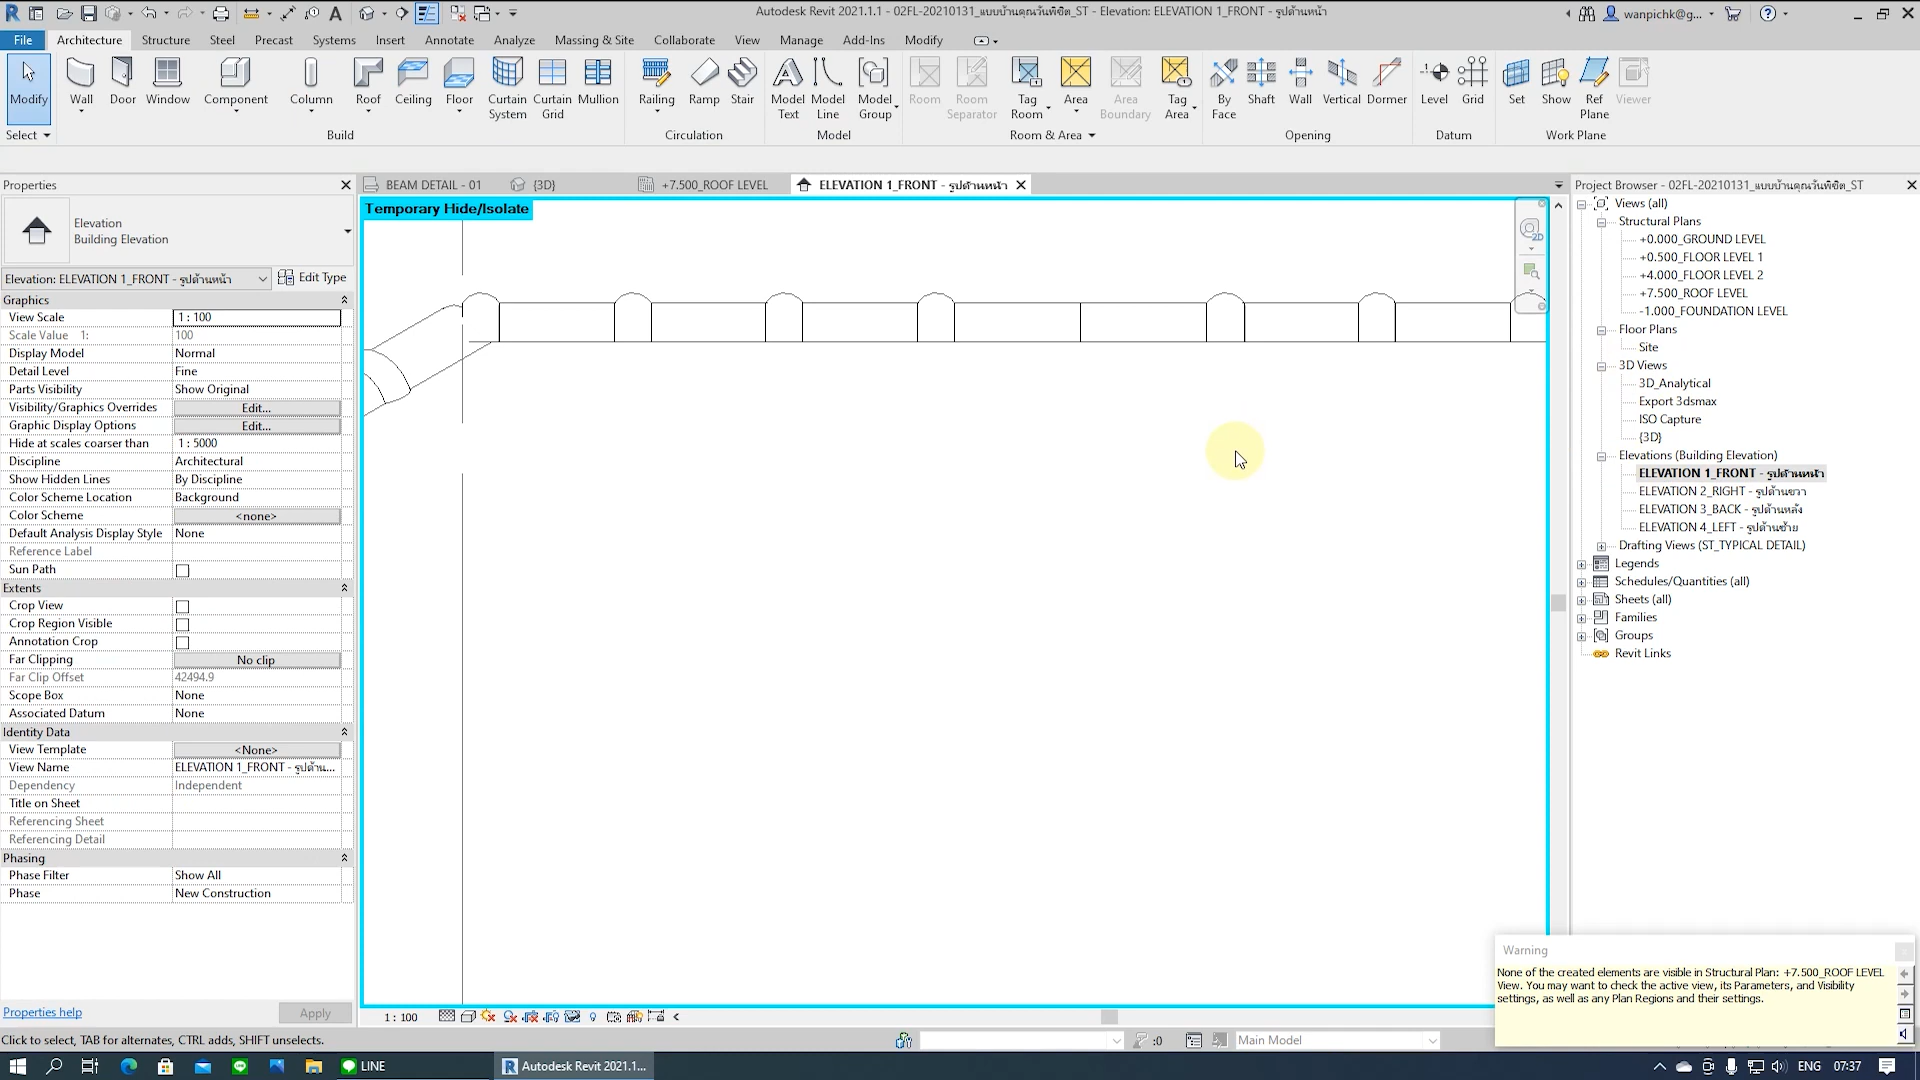 Autodesk Revit 2021.1.1 - 02FL-20210131_แบบบ้านคุณวันพิชิต_ST - Elevation: ELEVATION 1_FRONT - รูปด้านหน้า
wanpichk@g...
File Architecture Structure Steel Precast Systems Insert Annotate Analyze Massing & Site Collaborate View Manage Add-Ins Modify
Modify Wall Door Window Component Column Roof Ceiling Floor Curtain System Curtain Grid Mullion Railing Ramp Stair Model Text Model Line Model Group Room Room Separator Tag Room Area Area Boundary Tag Area By Face Shaft Wall Vertical Dormer Level Grid Set Show Ref Plane Viewer
Select Build Circulation Model Room & Area Opening Datum Work Plane
Properties
BEAM DETAIL - 01 {3D} +7.500_ROOF LEVEL ELEVATION 1_FRONT - รูปด้านหน้า
Project Browser - 02FL-20210131_แบบบ้านคุณวันพิชิต_ST
Elevation
Building Elevation
Elevation: ELEVATION 1_FRONT - รูปด้านหน้า Edit Type
Graphics
View Scale 1 : 100
Scale Value 1: 100
Display Model Normal
Detail Level Fine
Parts Visibility Show Original
Visibility/Graphics Overrides Edit...
Graphic Display Options Edit...
Hide at scales coarser than 1 : 5000
Discipline Architectural
Show Hidden Lines By Discipline
Color Scheme Location Background
Color Scheme <none>
Default Analysis Display Style None
Reference Label
Sun Path
Extents
Crop View
Crop Region Visible
Annotation Crop
Far Clipping No clip
Far Clip Offset 42494.9
Scope Box None
Associated Datum None
Identity Data
View Template <None>
View Name ELEVATION 1_FRONT - รูปด้าน...
Dependency Independent
Title on Sheet
Referencing Sheet
Referencing Detail
Phasing
Phase Filter Show All
Phase New Construction
Properties help Apply
Temporary Hide/Isolate
2D
1 : 100
Views (all)
Structural Plans
+0.000_GROUND LEVEL
+0.500_FLOOR LEVEL 1
+4.000_FLOOR LEVEL 2
+7.500_ROOF LEVEL
-1.000_FOUNDATION LEVEL
Floor Plans
Site
3D Views
3D_Analytical
Export 3dsmax
ISO Capture
{3D}
Elevations (Building Elevation)
ELEVATION 1_FRONT - รูปด้านหน้า
ELEVATION 2_RIGHT - รูปด้านขวา
ELEVATION 3_BACK - รูปด้านหลัง
ELEVATION 4_LEFT - รูปด้านซ้าย
Drafting Views (ST_TYPICAL DETAIL)
Legends
Schedules/Quantities (all)
Sheets (all)
Families
Groups
Revit Links
Warning
None of the created elements are visible in Structural Plan: +7.500_ROOF LEVEL
View. You may want to check the active view, its Parameters, and Visibility
settings, as well as any Plan Regions and their settings.
Click to select, TAB for alternates, CTRL adds, SHIFT unselects.
:0 Main Model
LINE Autodesk Revit 2021.1... ENG 07:37